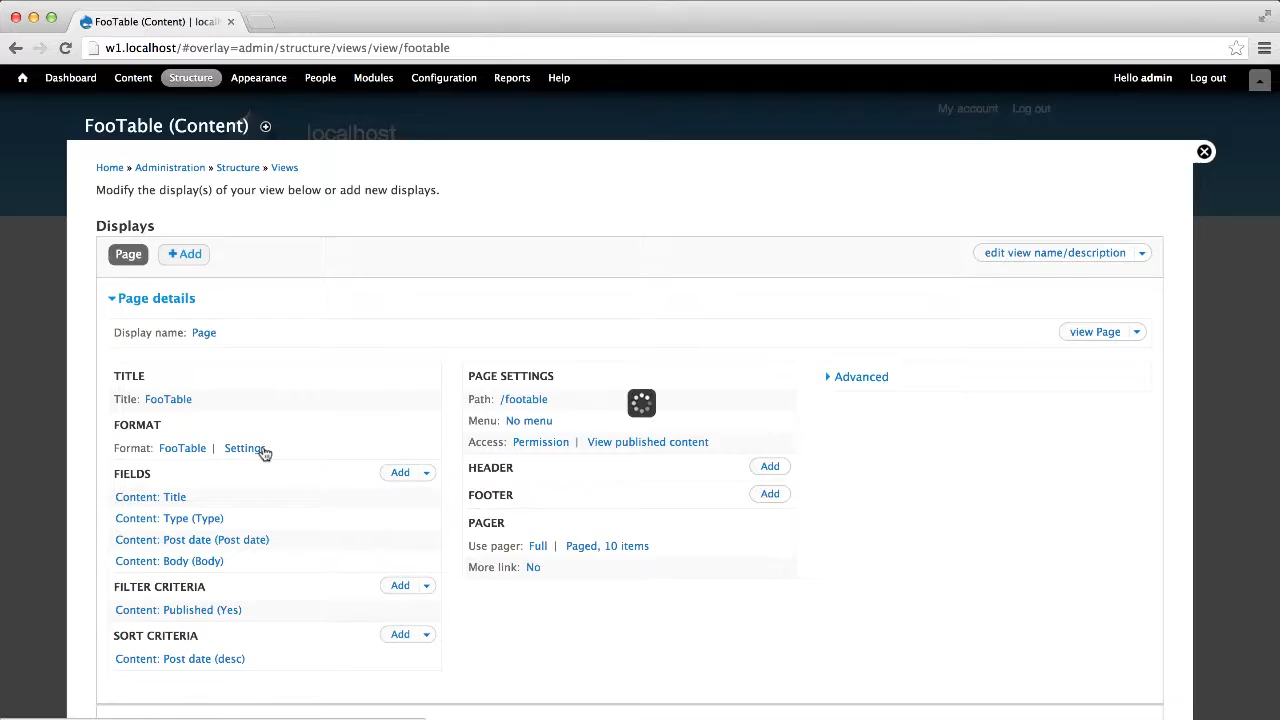 FooTable (Content) | local
w1.localhost/#overlay=admin/structure/views/view/footable
Dashboard Content Structure Appearance People Modules Configuration Reports Help Hello admin Log out
My account Log out
FooTable (Content)
localhost
Home » Administration » Structure » Views
Modify the display(s) of your view below or add new displays.
Displays
Page + Add edit view name/description
Page details
Display name: Page view Page
TITLE
Title: FooTable
FORMAT
Format: FooTable | Settings
FIELDS Add
Content: Title
Content: Type (Type)
Content: Post date (Post date)
Content: Body (Body)
FILTER CRITERIA Add
Content: Published (Yes)
SORT CRITERIA Add
Content: Post date (desc)
PAGE SETTINGS
Path: /footable
Menu: No menu
Access: Permission | View published content
HEADER Add
FOOTER Add
PAGER
Use pager: Full | Paged, 10 items
More link: No
Advanced